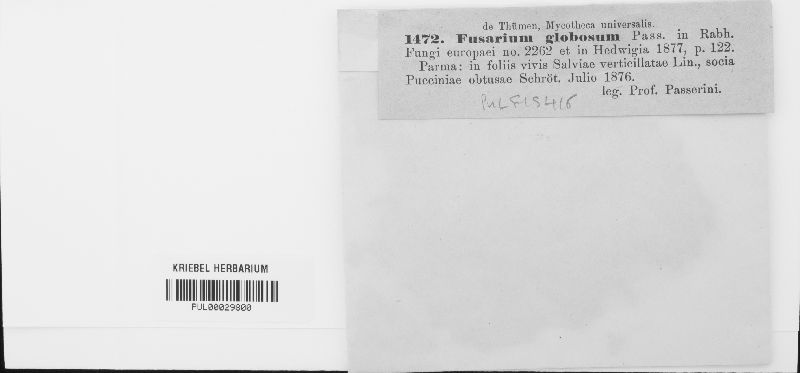 de Thümen, Mycotheca universalis.
1472. Fusarium globosum Pass. in Rabh.
Fungi europaei no. 2262 et in Hedwigia 1877, p. 122.
Parma: in foliis vivis Salviae verticillatae Lin., socia
Pucciniae obtusae Schröt. Julio 1876.
leg. Prof. Passerini.
PUL F15416
KRIEBEL HERBARIUM
PUL00029800